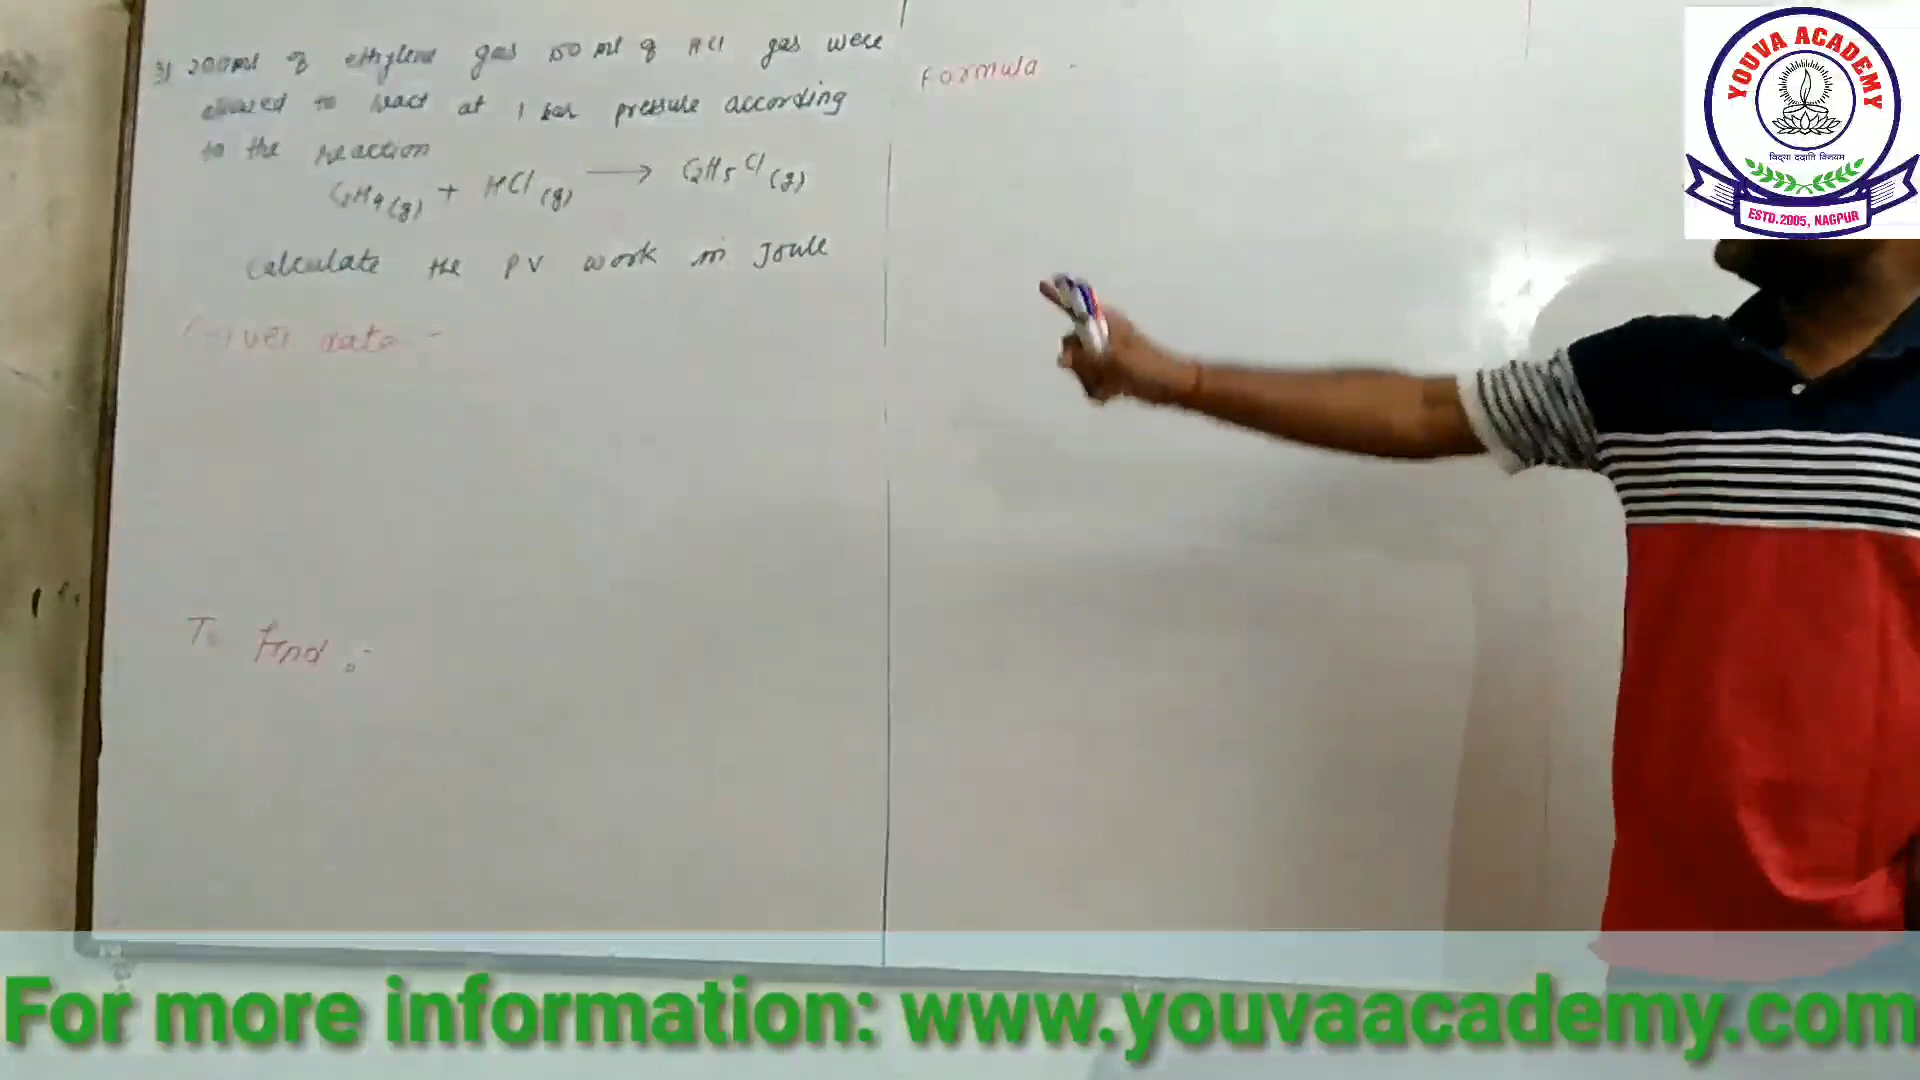 3) 200ml of ethylene gas 150 ml of HCl gas were
allowed to react at 1 bar pressure according
to the reaction
C2H4(g) + HCl(g) → C2H5Cl(g)
calculate the PV work in Joule
Given data -
To find :-
Formula -
YOUVA ACADEMY
विद्या ददाति विनयम
ESTD.2005, NAGPUR
For more information: www.youvaacademy.com